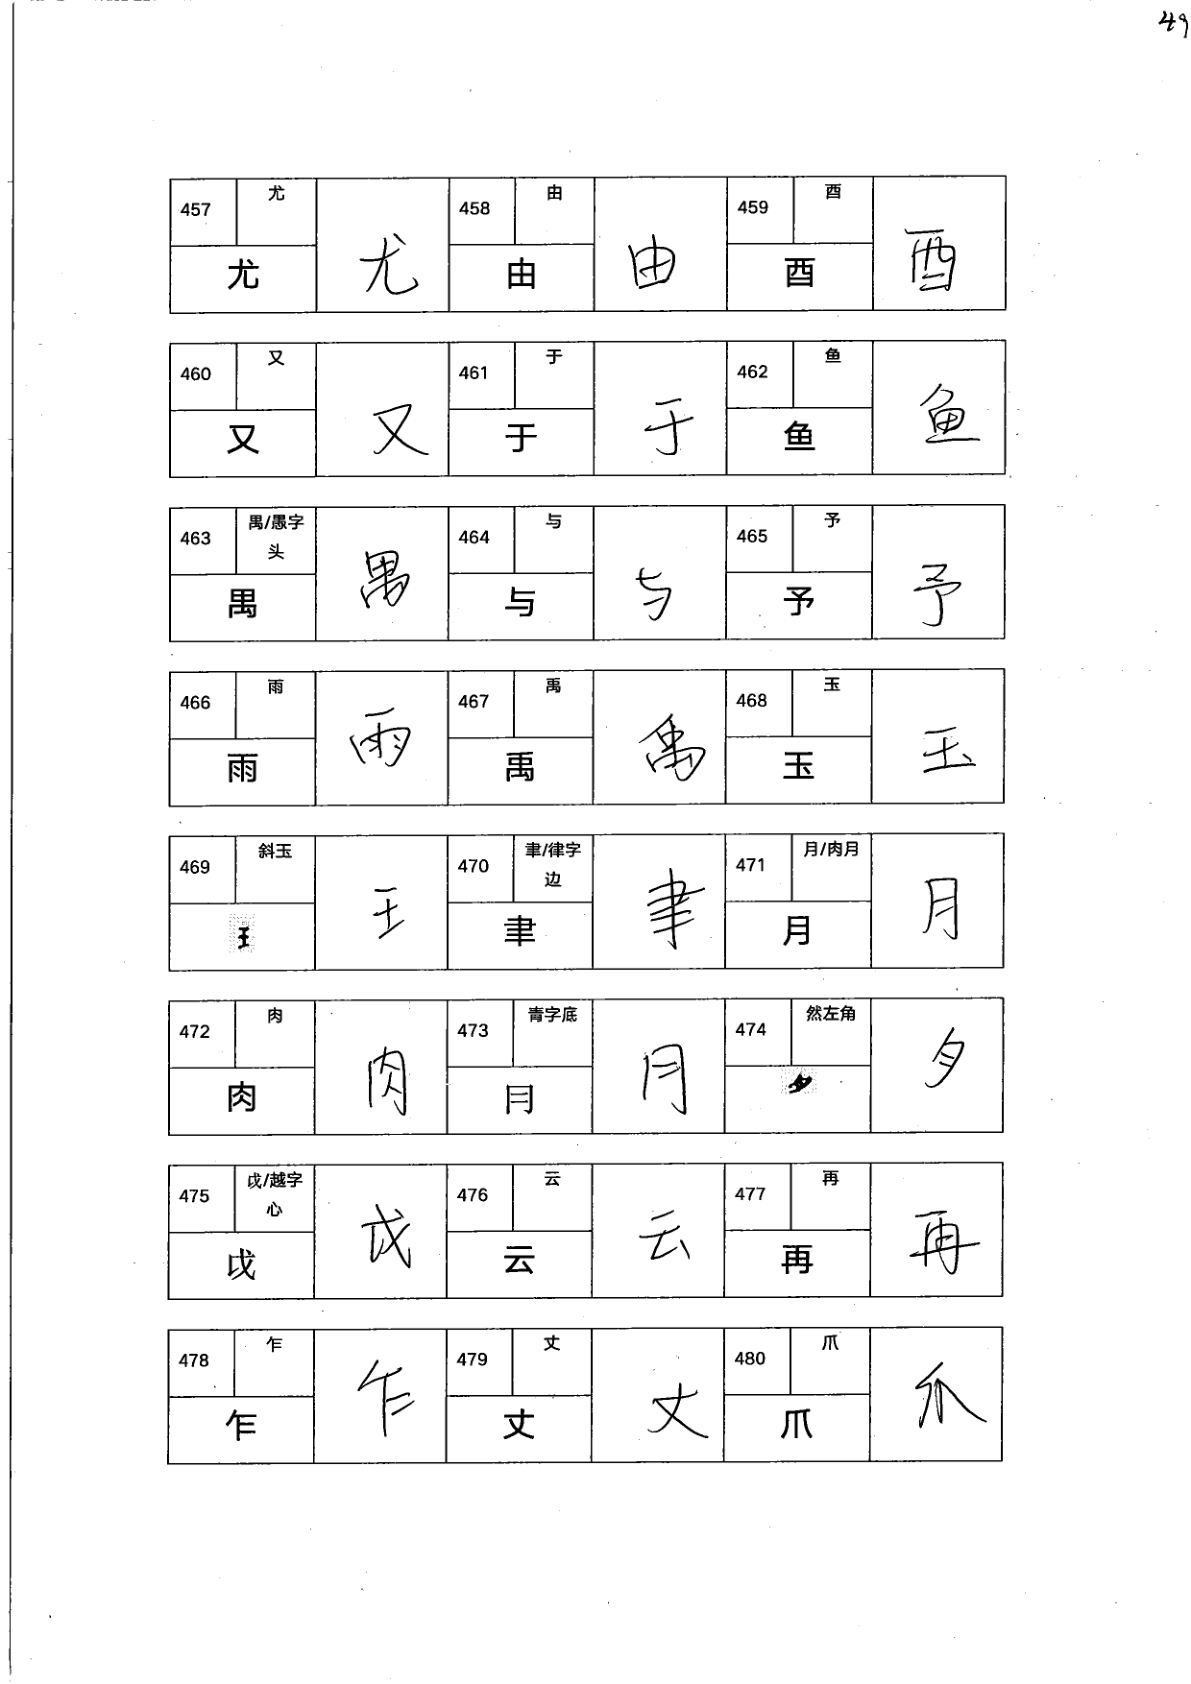 49
457 尤 尤 尤 458 由 由 由 459 酉 酉 酉
460 又 又 又 461 于 于 于 462 鱼 鱼 鱼
463 禺/愚字头 禺 禺 464 与 与 与 465 予 予 予
466 雨 雨 雨 467 禹 禹 禹 468 玉 玉 玉
469 斜玉 𤣩 王 470 聿/律字边 聿 聿 471 月/肉月 月 月
472 肉 肉 肉 473 青字底 円 月 474 然左角 夕
475 戉/越字心 戉 戉 476 云 云 云 477 再 再 再
478 乍 乍 乍 479 丈 丈 丈 480 爪 爪 爪